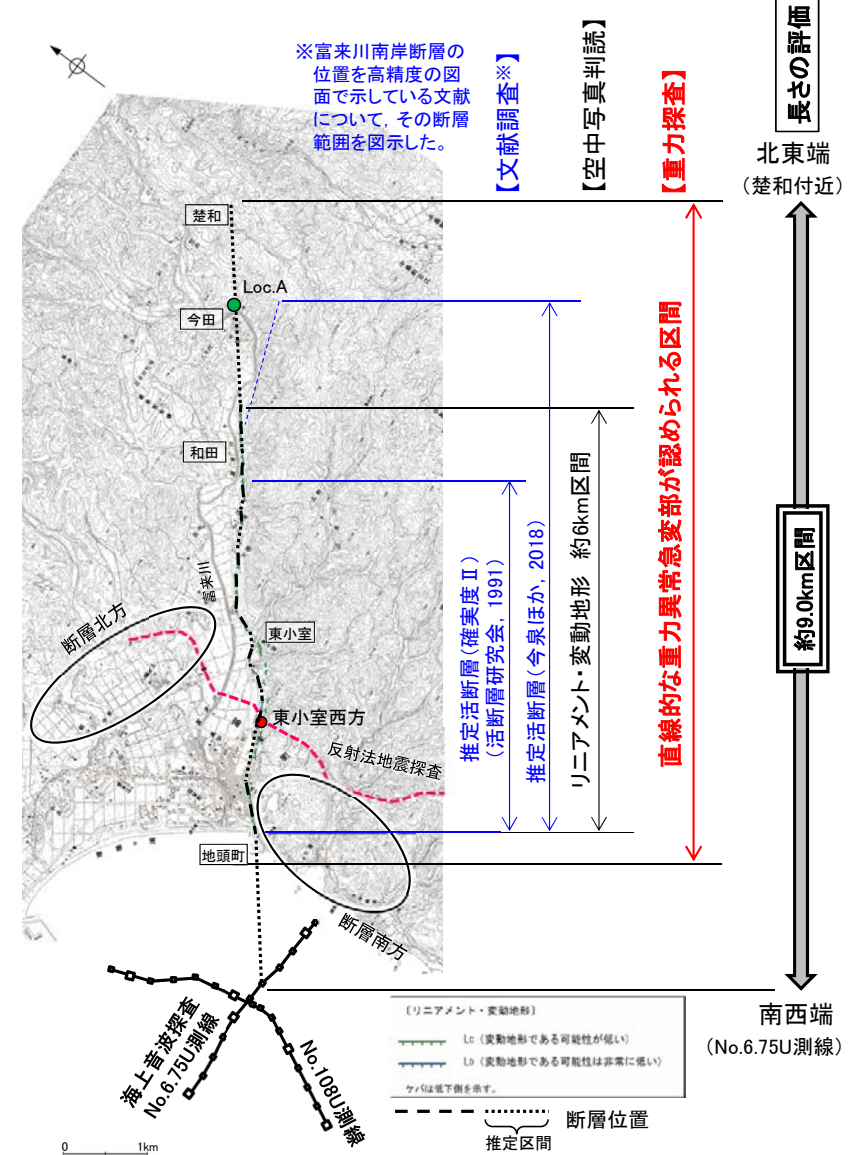 ※富来川南岸断層の
位置を高精度の図
面で示している文献
について，その断層
範囲を図示した。
【文献調査※】
【空中写真判読】
【重力探査】
長さの評価
北東端
（楚和付近）
楚和
Loc.A
今田
和田
富来川
東小室
断層北方
東小室西方
反射法地震探査
地頭町
断層南方
推定活断層（確実度Ⅱ）
（活断層研究会，1991）
推定活断層（今泉ほか，2018）
リニアメント・変動地形 約6km区間
直線的な重力異常急変部が認められる区間
約9.0km区間
南西端
（No.6.75U測線）
海上音波探査
No.6.75U測線
No.108U測線
〔リニアメント・変動地形〕
LC （変動地形である可能性が低い）
LD （変動地形である可能性は非常に低い）
ケバは低下側を示す。
断層位置
推定区間
0 1km